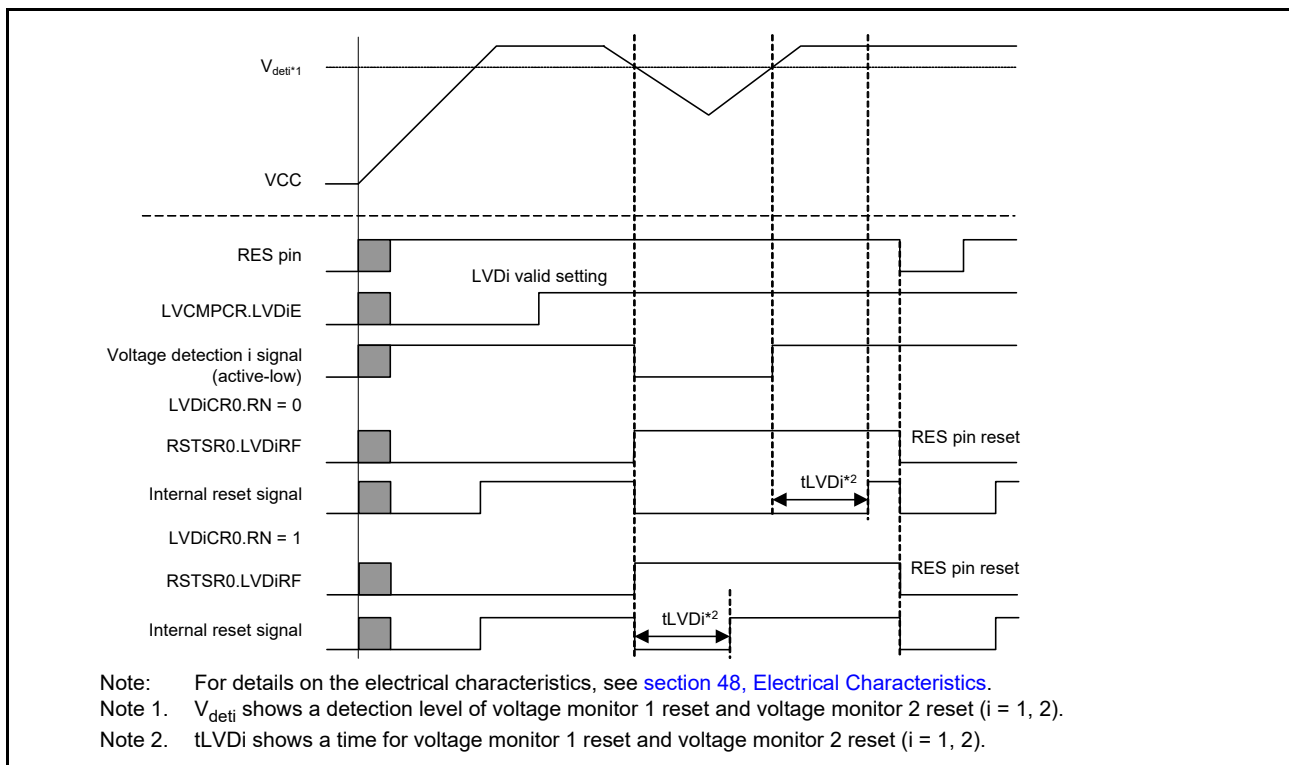 Vdeti*1
VCC
RES pin
LVDi valid setting
LVCMPCR.LVDiE
Voltage detection i signal
(active-low)
LVDiCR0.RN = 0
RSTSR0.LVDiRF
RES pin reset
Internal reset signal
tLVDi*2
LVDiCR0.RN = 1
RSTSR0.LVDiRF
RES pin reset
Internal reset signal
tLVDi*2
Note: For details on the electrical characteristics, see section 48, Electrical Characteristics.
Note 1. Vdeti shows a detection level of voltage monitor 1 reset and voltage monitor 2 reset (i = 1, 2).
Note 2. tLVDi shows a time for voltage monitor 1 reset and voltage monitor 2 reset (i = 1, 2).